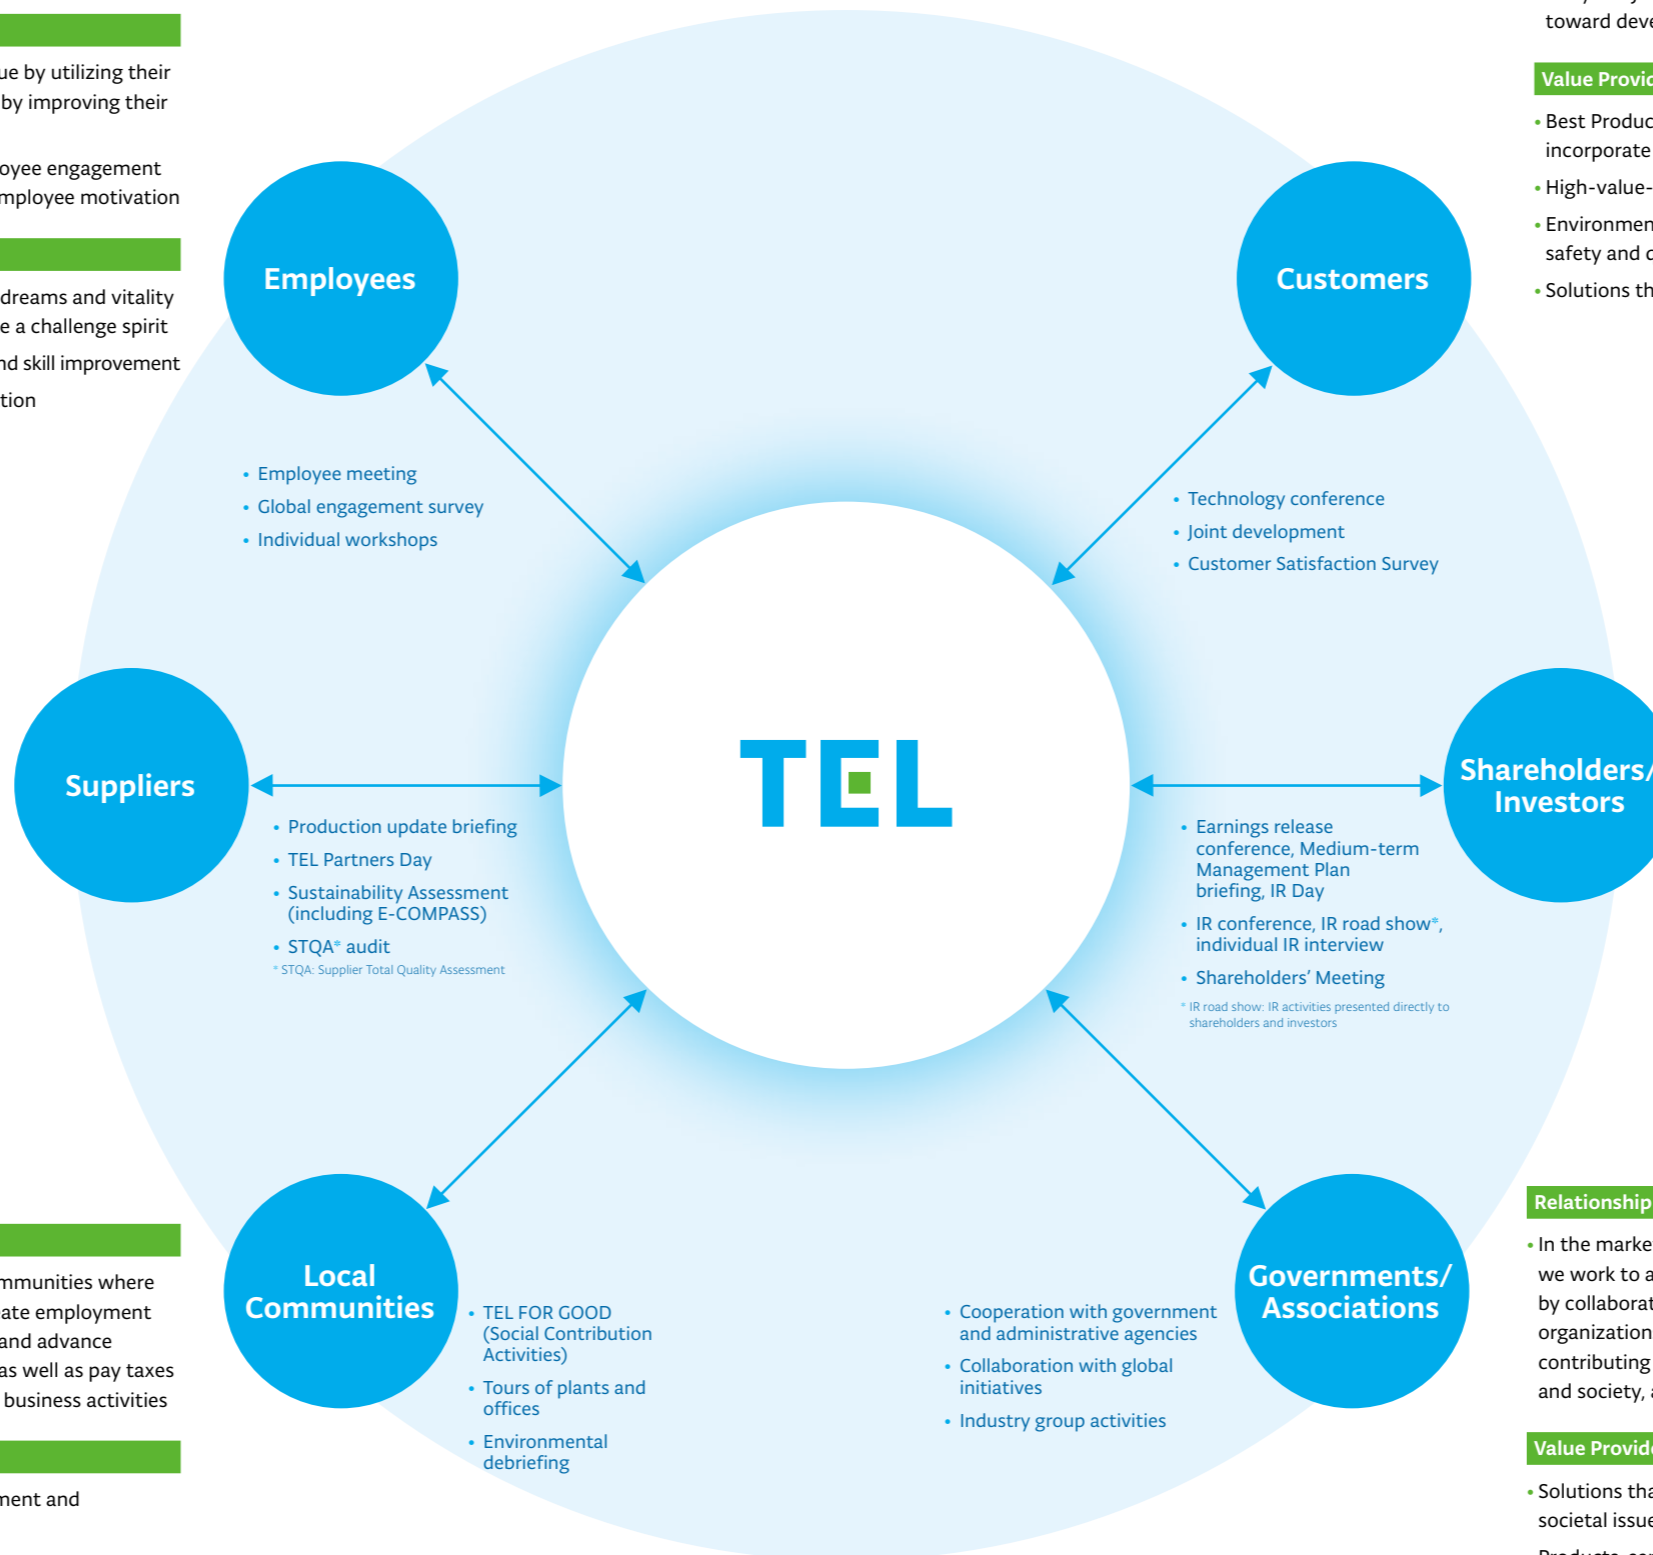 ue by utilizing their
by improving their
oyee engagement
mployee motivation
dreams and vitality
e a challenge spirit
nd skill improvement
tion
Employees
• Employee meeting
• Global engagement survey
• Individual workshops
Customers
• Technology conference
• Joint development
• Customer Satisfaction Survey
toward deve
Value Provid
• Best Produc
incorporate
• High-value-
• Environmen
safety and
• Solutions th
Suppliers
• Production update briefing
• TEL Partners Day
• Sustainability Assessment
(including E-COMPASS)
• STQA* audit
* STQA: Supplier Total Quality Assessment
TEL
Shareholders/
Investors
• Earnings release
conference, Medium-term
Management Plan
briefing, IR Day
• IR conference, IR road show*,
individual IR interview
• Shareholders’ Meeting
* IR road show: IR activities presented directly to
shareholders and investors
mmunities where
ate employment
and advance
as well as pay taxes
business activities
ment and
Local
Communities
• TEL FOR GOOD
(Social Contribution
Activities)
• Tours of plants and
offices
• Environmental
debriefing
• Cooperation with government
and administrative agencies
• Collaboration with global
initiatives
• Industry group activities
Governments/
Associations
Relationship
• In the marke
we work to a
by collaborat
organization
contributing
and society, a
Value Provide
• Solutions tha
societal issue